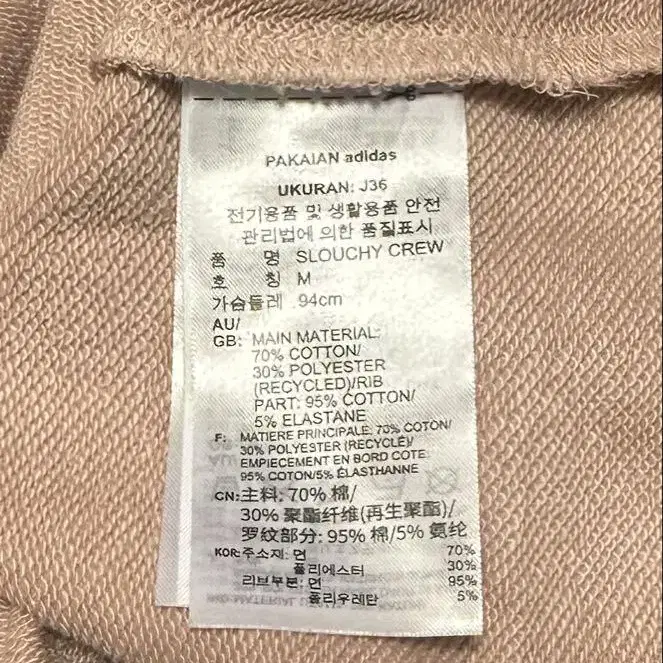 PAKAIAN adidas
UKURAN: J36
전기용품 및 생활용품 안전
관리법에 의한 품질표시
품 명 SLOUCHY CREW
호 칭 M
가슴둘레 94cm
AU/
GB: MAIN MATERIAL:
70% COTTON/
30% POLYESTER
(RECYCLED)/RIB
PART: 95% COTTON/
5% ELASTANE
F: MATIERE PRINCIPALE: 70% COTON/
30% POLYESTER (RECYCLÉ)/
EMPIECEMENT EN BORD COTE:
95% COTON/5% ÉLASTHANNE
CN: 主料: 70% 棉/
30% 聚酯纤维(再生聚酯)/
罗纹部分: 95% 棉/5% 氨纶
KOR: 주소재: 면 70%
폴리에스터 30%
리브부분: 면 95%
폴리우레탄 5%